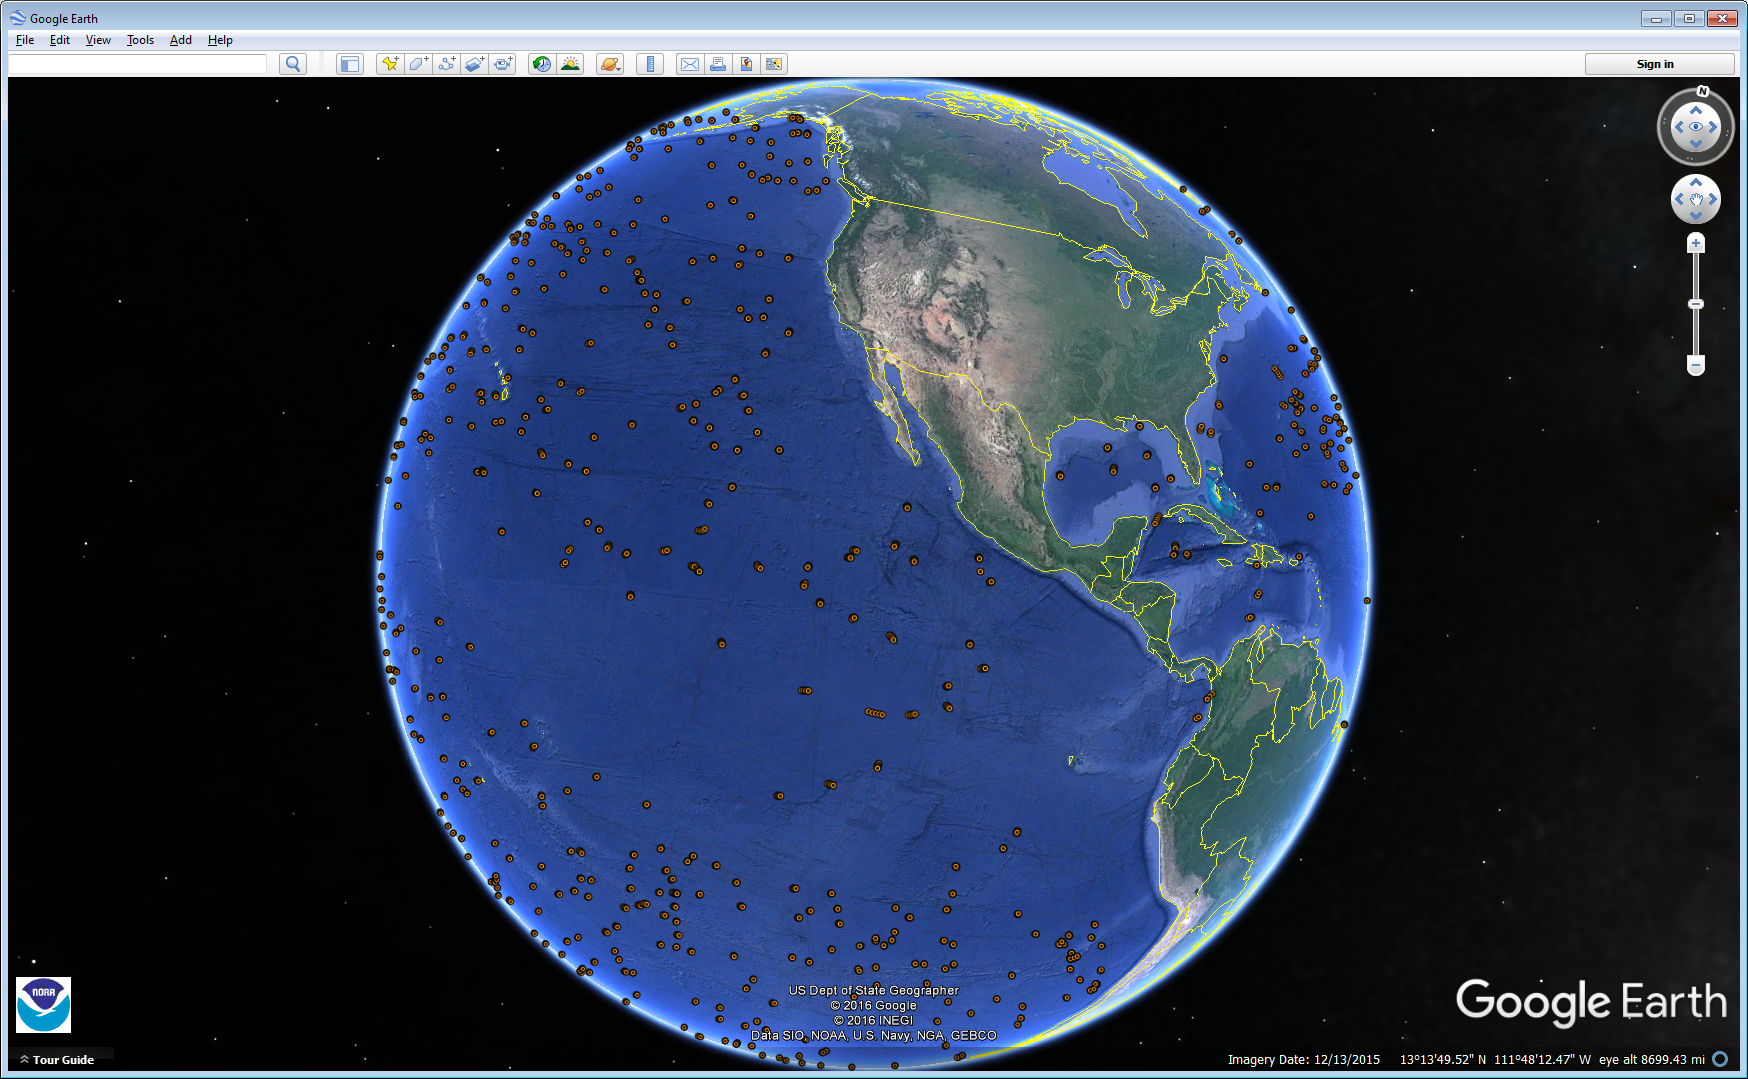 Google Earth
File Edit View Tools Add Help
Sign in
N
US Dept of State Geographer
© 2016 Google
© 2016 INEGI
Data SIO, NOAA, U.S. Navy, NGA, GEBCO
NOAA
Google Earth
Tour Guide
Imagery Date: 12/13/2015 13°13'49.52" N 111°48'12.47" W eye alt 8699.43 mi